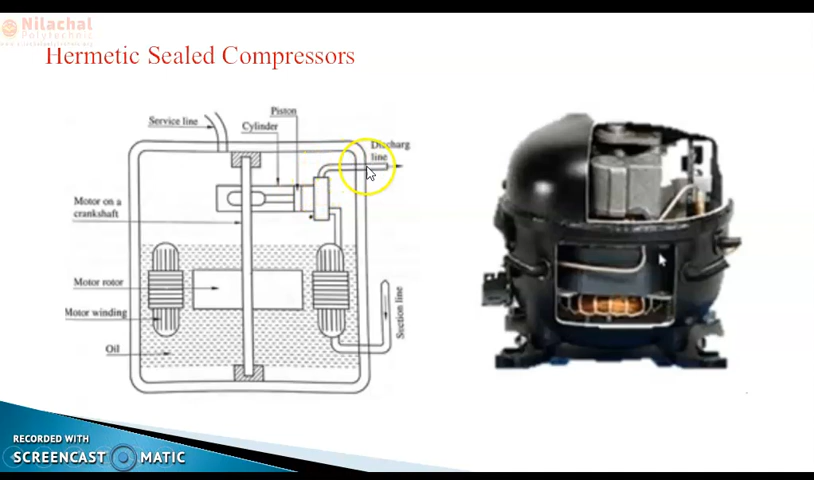 Nilachal
Polytechnic
Hermetic Sealed Compressors
Service line
Piston
Cylinder
Discharg
line
Motor on a
crankshaft
Motor rotor
Motor winding
Oil
Suction line
RECORDED WITH
SCREENCAST MATIC